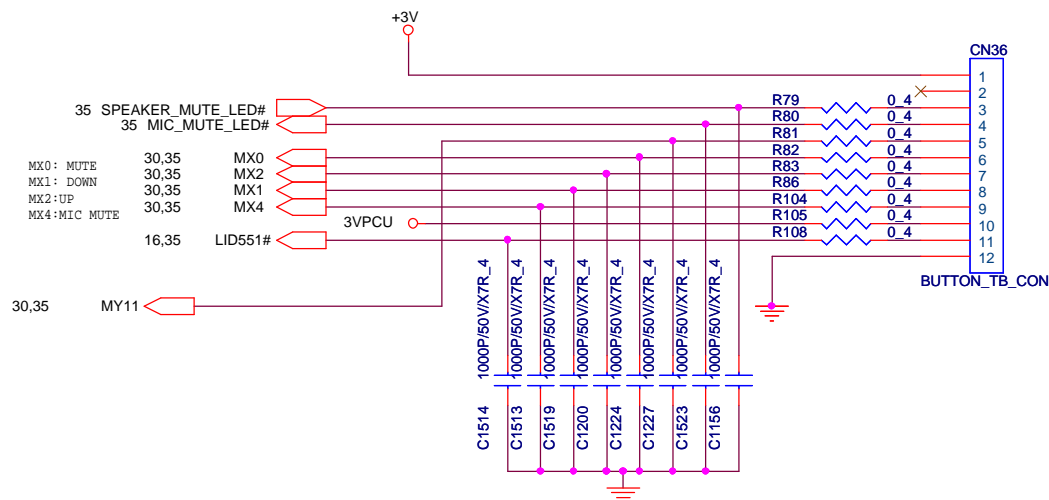 +3V
CN36
1
2
35 SPEAKER_MUTE_LED# R79 0_4 3
35 MIC_MUTE_LED# R80 0_4 4
R81 0_4 5
MX0: MUTE 30,35 MX0 R82 0_4 6
MX1: DOWN 30,35 MX2 R83 0_4 7
MX2:UP 30,35 MX1 R86 0_4 8
MX4:MIC MUTE 30,35 MX4 R104 0_4 9
3VPCU R105 0_4 10
16,35 LID551# R108 0_4 11
12
BUTTON_TB_CON
30,35 MY11
1000P/50V/X7R_4
1000P/50V/X7R_4
1000P/50V/X7R_4
1000P/50V/X7R_4
1000P/50V/X7R_4
1000P/50V/X7R_4
1000P/50V/X7R_4
1000P/50V/X7R_4
C1514
C1513
C1519
C1200
C1224
C1227
C1523
C1156